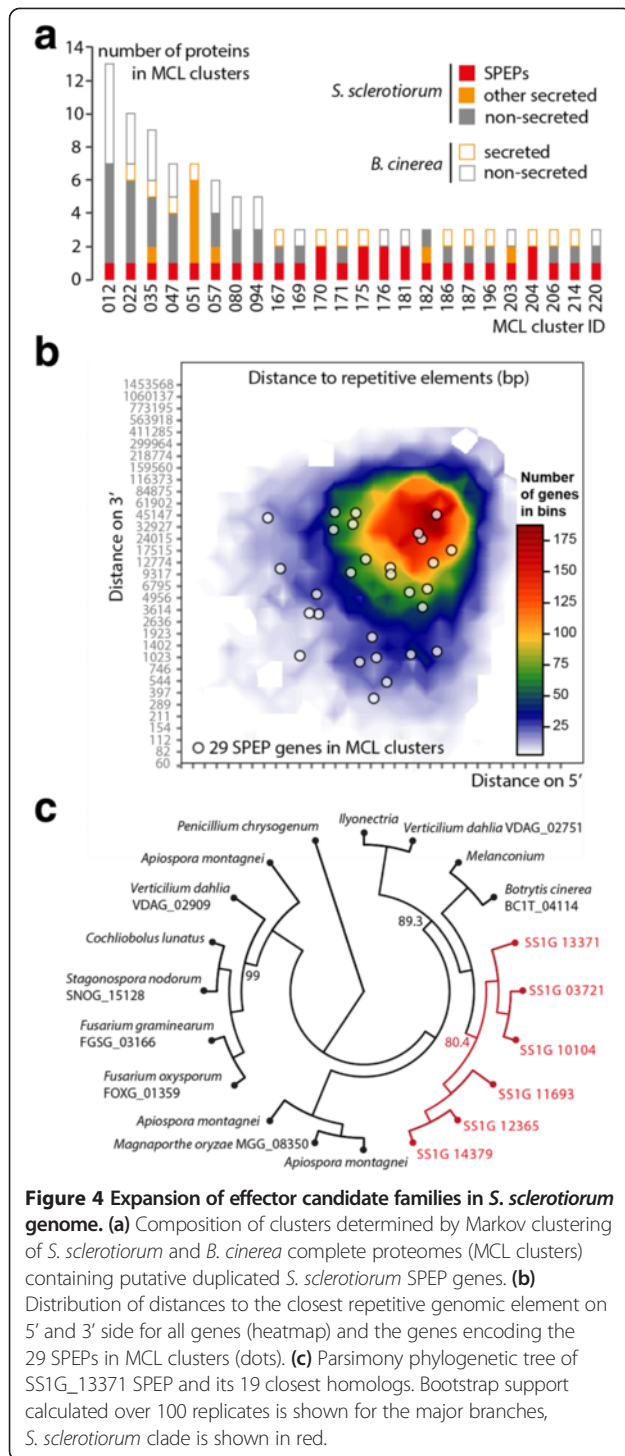 a
number of proteins
in MCL clusters
14
12
10
8
6
4
2
0
S. sclerotiorum
SPEPs
other secreted
non-secreted
B. cinerea
secreted
non-secreted
012
022
035
047
051
057
080
094
167
169
170
171
175
176
181
182
186
187
196
203
204
206
214
220
MCL cluster ID
b
Distance to repetitive elements (bp)
Distance on 3'
1453568
1060137
773195
563918
411285
299964
218774
159560
116373
84875
61902
45147
32927
24015
17515
12774
9317
6795
4956
3614
2636
1923
1402
1023
746
544
397
289
211
154
112
82
60
Number
of genes
in bins
175
150
125
100
75
50
25
29 SPEP genes in MCL clusters
Distance on 5'
c
Penicillium chrysogenum
Ilyonectria
Verticilium dahlia VDAG_02751
Apiospora montagnei
Melanconium
Verticilium dahlia
VDAG_02909
Botrytis cinerea
BC1T_04114
89.3
Cochliobolus lunatus
SS1G 13371
99
Stagonospora nodorum
SNOG_15128
SS1G 03721
Fusarium graminearum
FGSG_03166
80.4
SS1G 10104
Fusarium oxysporum
FOXG_01359
SS1G 11693
Apiospora montagnei
SS1G 12365
Magnaporthe oryzae MGG_08350
SS1G 14379
Apiospora montagnei
Figure 4 Expansion of effector candidate families in S. sclerotiorum
genome. (a) Composition of clusters determined by Markov clustering
of S. sclerotiorum and B. cinerea complete proteomes (MCL clusters)
containing putative duplicated S. sclerotiorum SPEP genes. (b)
Distribution of distances to the closest repetitive genomic element on
5' and 3' side for all genes (heatmap) and the genes encoding the
29 SPEPs in MCL clusters (dots). (c) Parsimony phylogenetic tree of
SS1G_13371 SPEP and its 19 closest homologs. Bootstrap support
calculated over 100 replicates is shown for the major branches,
S. sclerotiorum clade is shown in red.